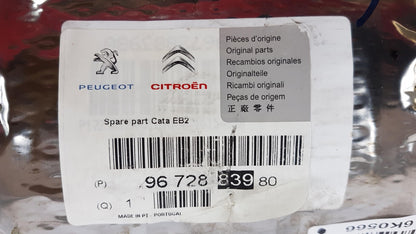 PEUGEOT CITROËN
Pièces d'origine
Original parts
Recambios originales
Originalteile
Ricambi originali
Peças de origem
正廠零件
Spare part Cata EB2
(P) 96 728 839 80
(Q) 1
MADE IN PT - PORTUGAL
6K0566